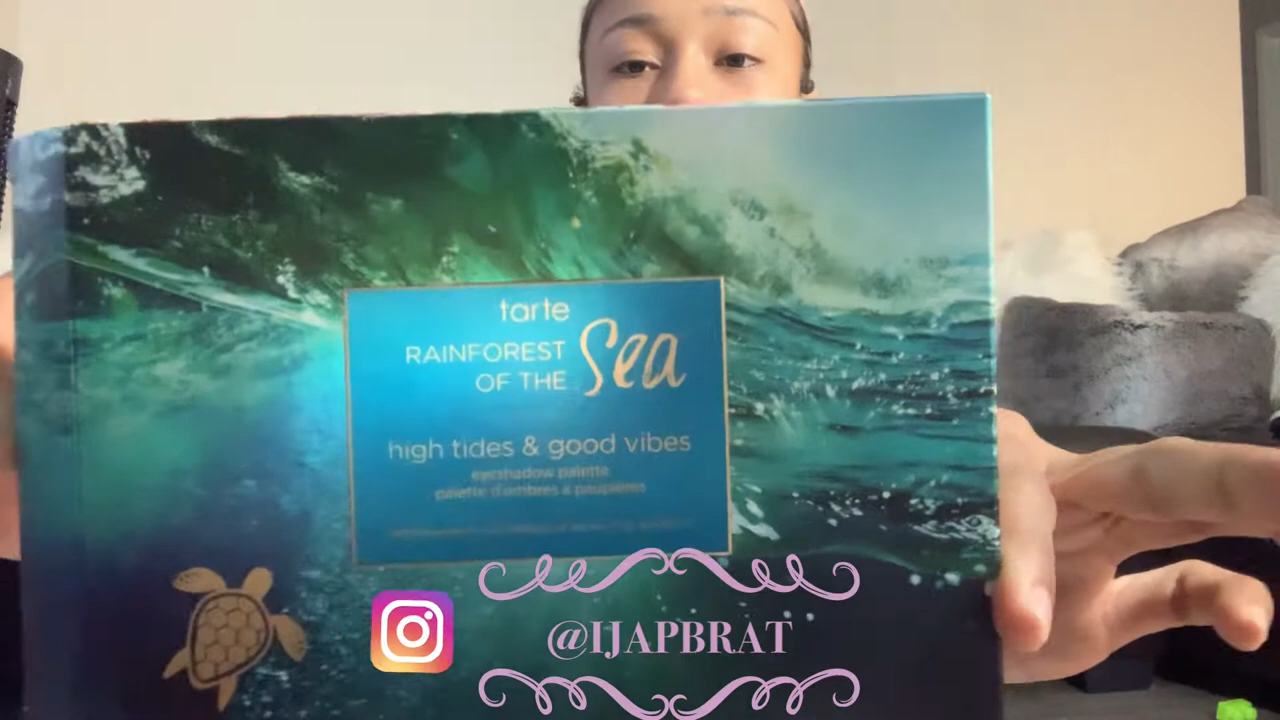 tarte
RAINFOREST
OF THE Sea
high tides & good vibes
eyeshadow palette
palette d'ombres à paupières
@IJAPBRAT